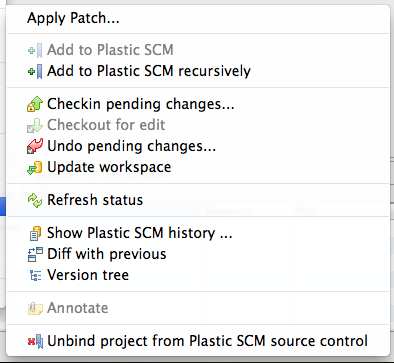 Apply Patch...
Add to Plastic SCM
Add to Plastic SCM recursively
Checkin pending changes...
Checkout for edit
Undo pending changes...
Update workspace
Refresh status
Show Plastic SCM history ...
Diff with previous
Version tree
Annotate
Unbind project from Plastic SCM source control